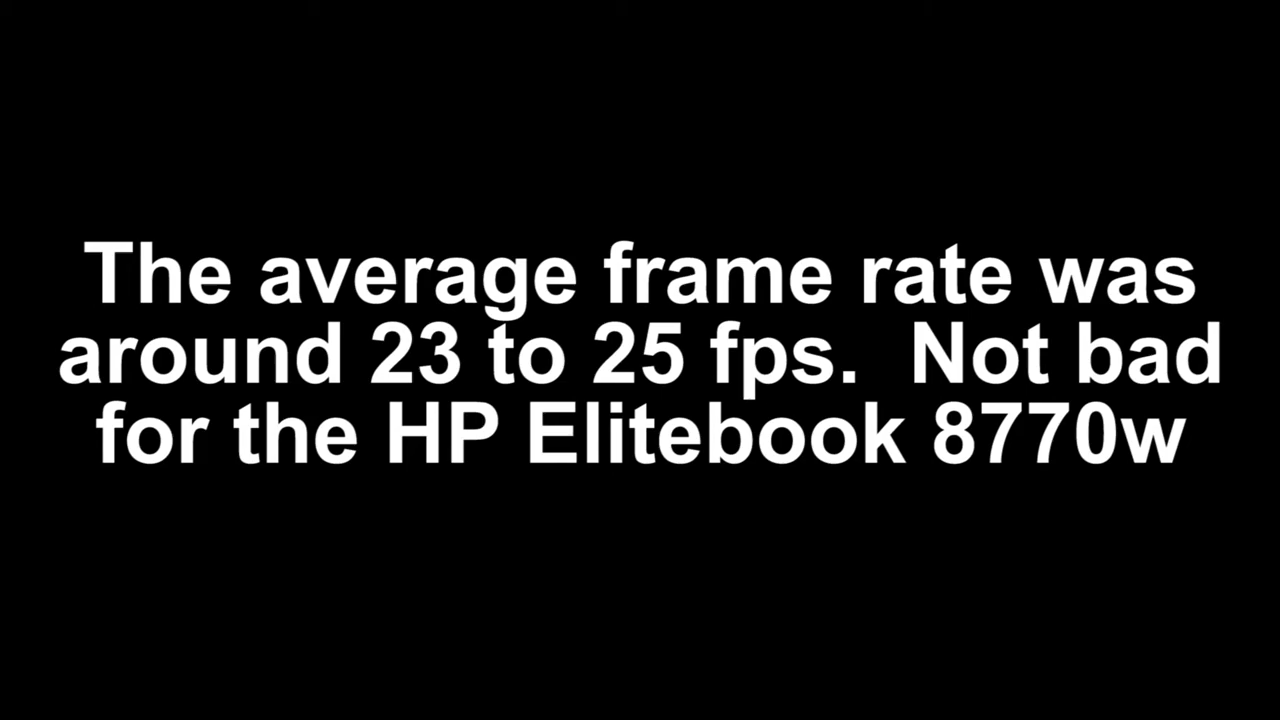 The average frame rate was
around 23 to 25 fps.  Not bad
for the HP Elitebook 8770w